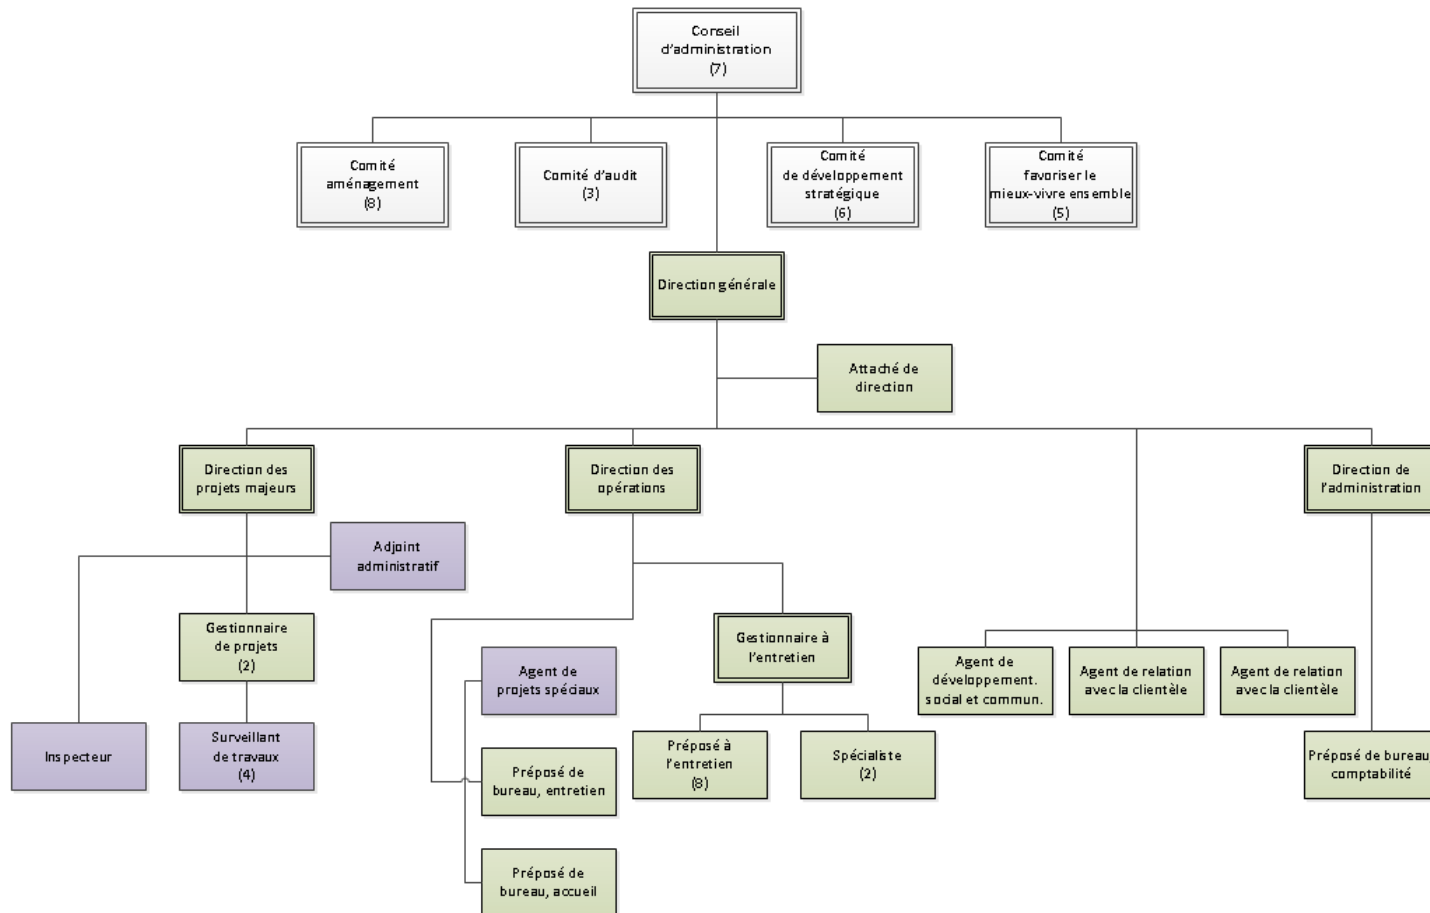 Conseil
d'administration
(7)
Comité
aménagement
(8)
Comité d'audit
(3)
Comité
de développement
stratégique
(6)
Comité
favoriser le
mieux-vivre ensemble
(5)
Direction générale
Attaché de
direction
Direction des
projets majeurs
Direction des
opérations
Direction de
l'administration
Adjoint
administratif
Gestionnaire
de projets
(2)
Gestionnaire à
l'entretien
Agent de
projets spéciaux
Agent de
développement.
social et commun.
Agent de relation
avec la clientèle
Agent de relation
avec la clientèle
Inspecteur
Surveillant
de travaux
(4)
Préposé de
bureau, entretien
Préposé à
l'entretien
(8)
Spécialiste
(2)
Préposé de bureau,
comptabilité
Préposé de
bureau, accueil